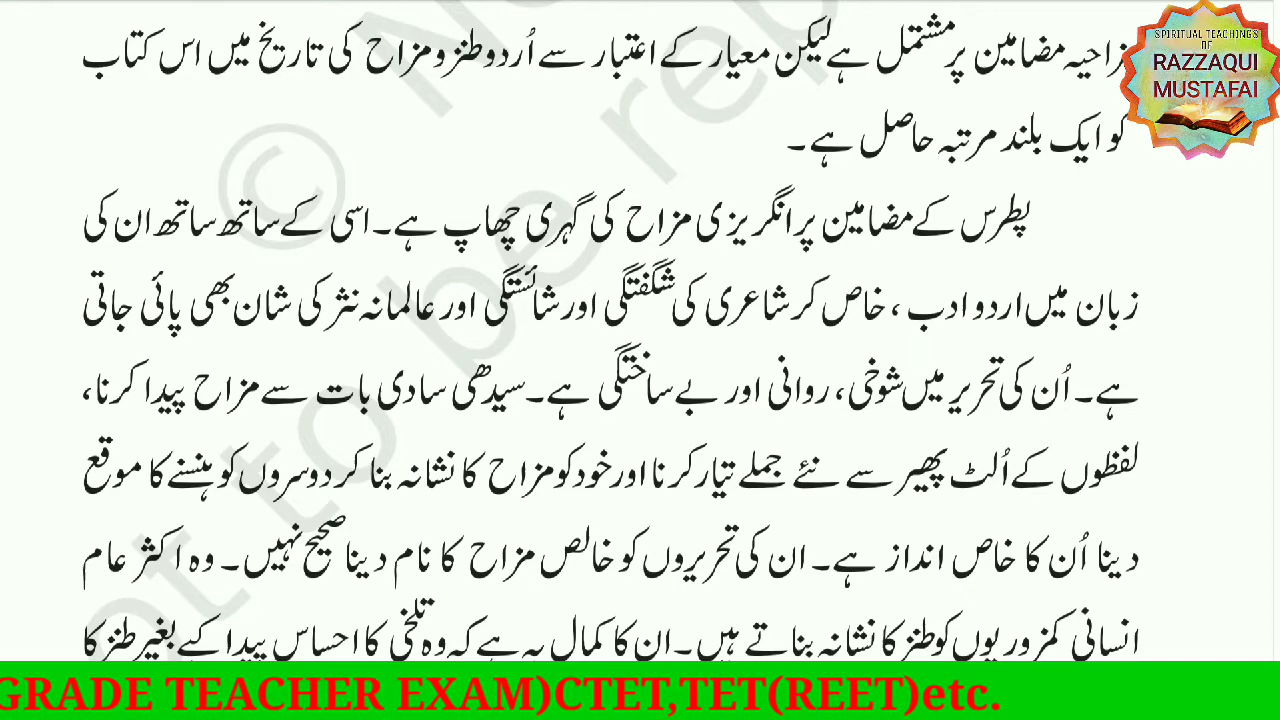 مزاحیہ مضامین پر مشتمل ہے لیکن معیار کے اعتبار سے اُردو طنز و مزاح کی تاریخ میں اس کتاب
کو ایک بلند مرتبہ حاصل ہے۔
پطرس کے مضامین پر انگریزی مزاح کی گہری چھاپ ہے۔ اسی کے ساتھ ساتھ ان کی
زبان میں اردو ادب، خاص کر شاعری کی شگفتگی اور شائستگی اور عالمانہ نثر کی شان بھی پائی جاتی
ہے۔ اُن کی تحریر میں شوخی، روانی اور بے ساختگی ہے۔ سیدھی سادی بات سے مزاح پیدا کرنا،
لفظوں کے اُلٹ پھیر سے نئے جملے تیار کرنا اور خود کو مزاح کا نشانہ بنا کر دوسروں کو ہنسنے کا موقع
دینا اُن کا خاص انداز ہے۔ ان کی تحریروں کو خالص مزاح کا نام دینا صحیح نہیں۔ وہ اکثر عام
انسانی کمزوریوں کو طنز کا نشانہ بناتے ہیں۔ ان کا کمال یہ ہے کہ وہ تلخی کا احساس پیدا کیے بغیر طنز کا
SPIRITUAL TEACHINGS
OF
RAZZAQUI
MUSTAFAI
© N
not to be rep
GRADE TEACHER EXAM)CTET,TET(REET)etc.